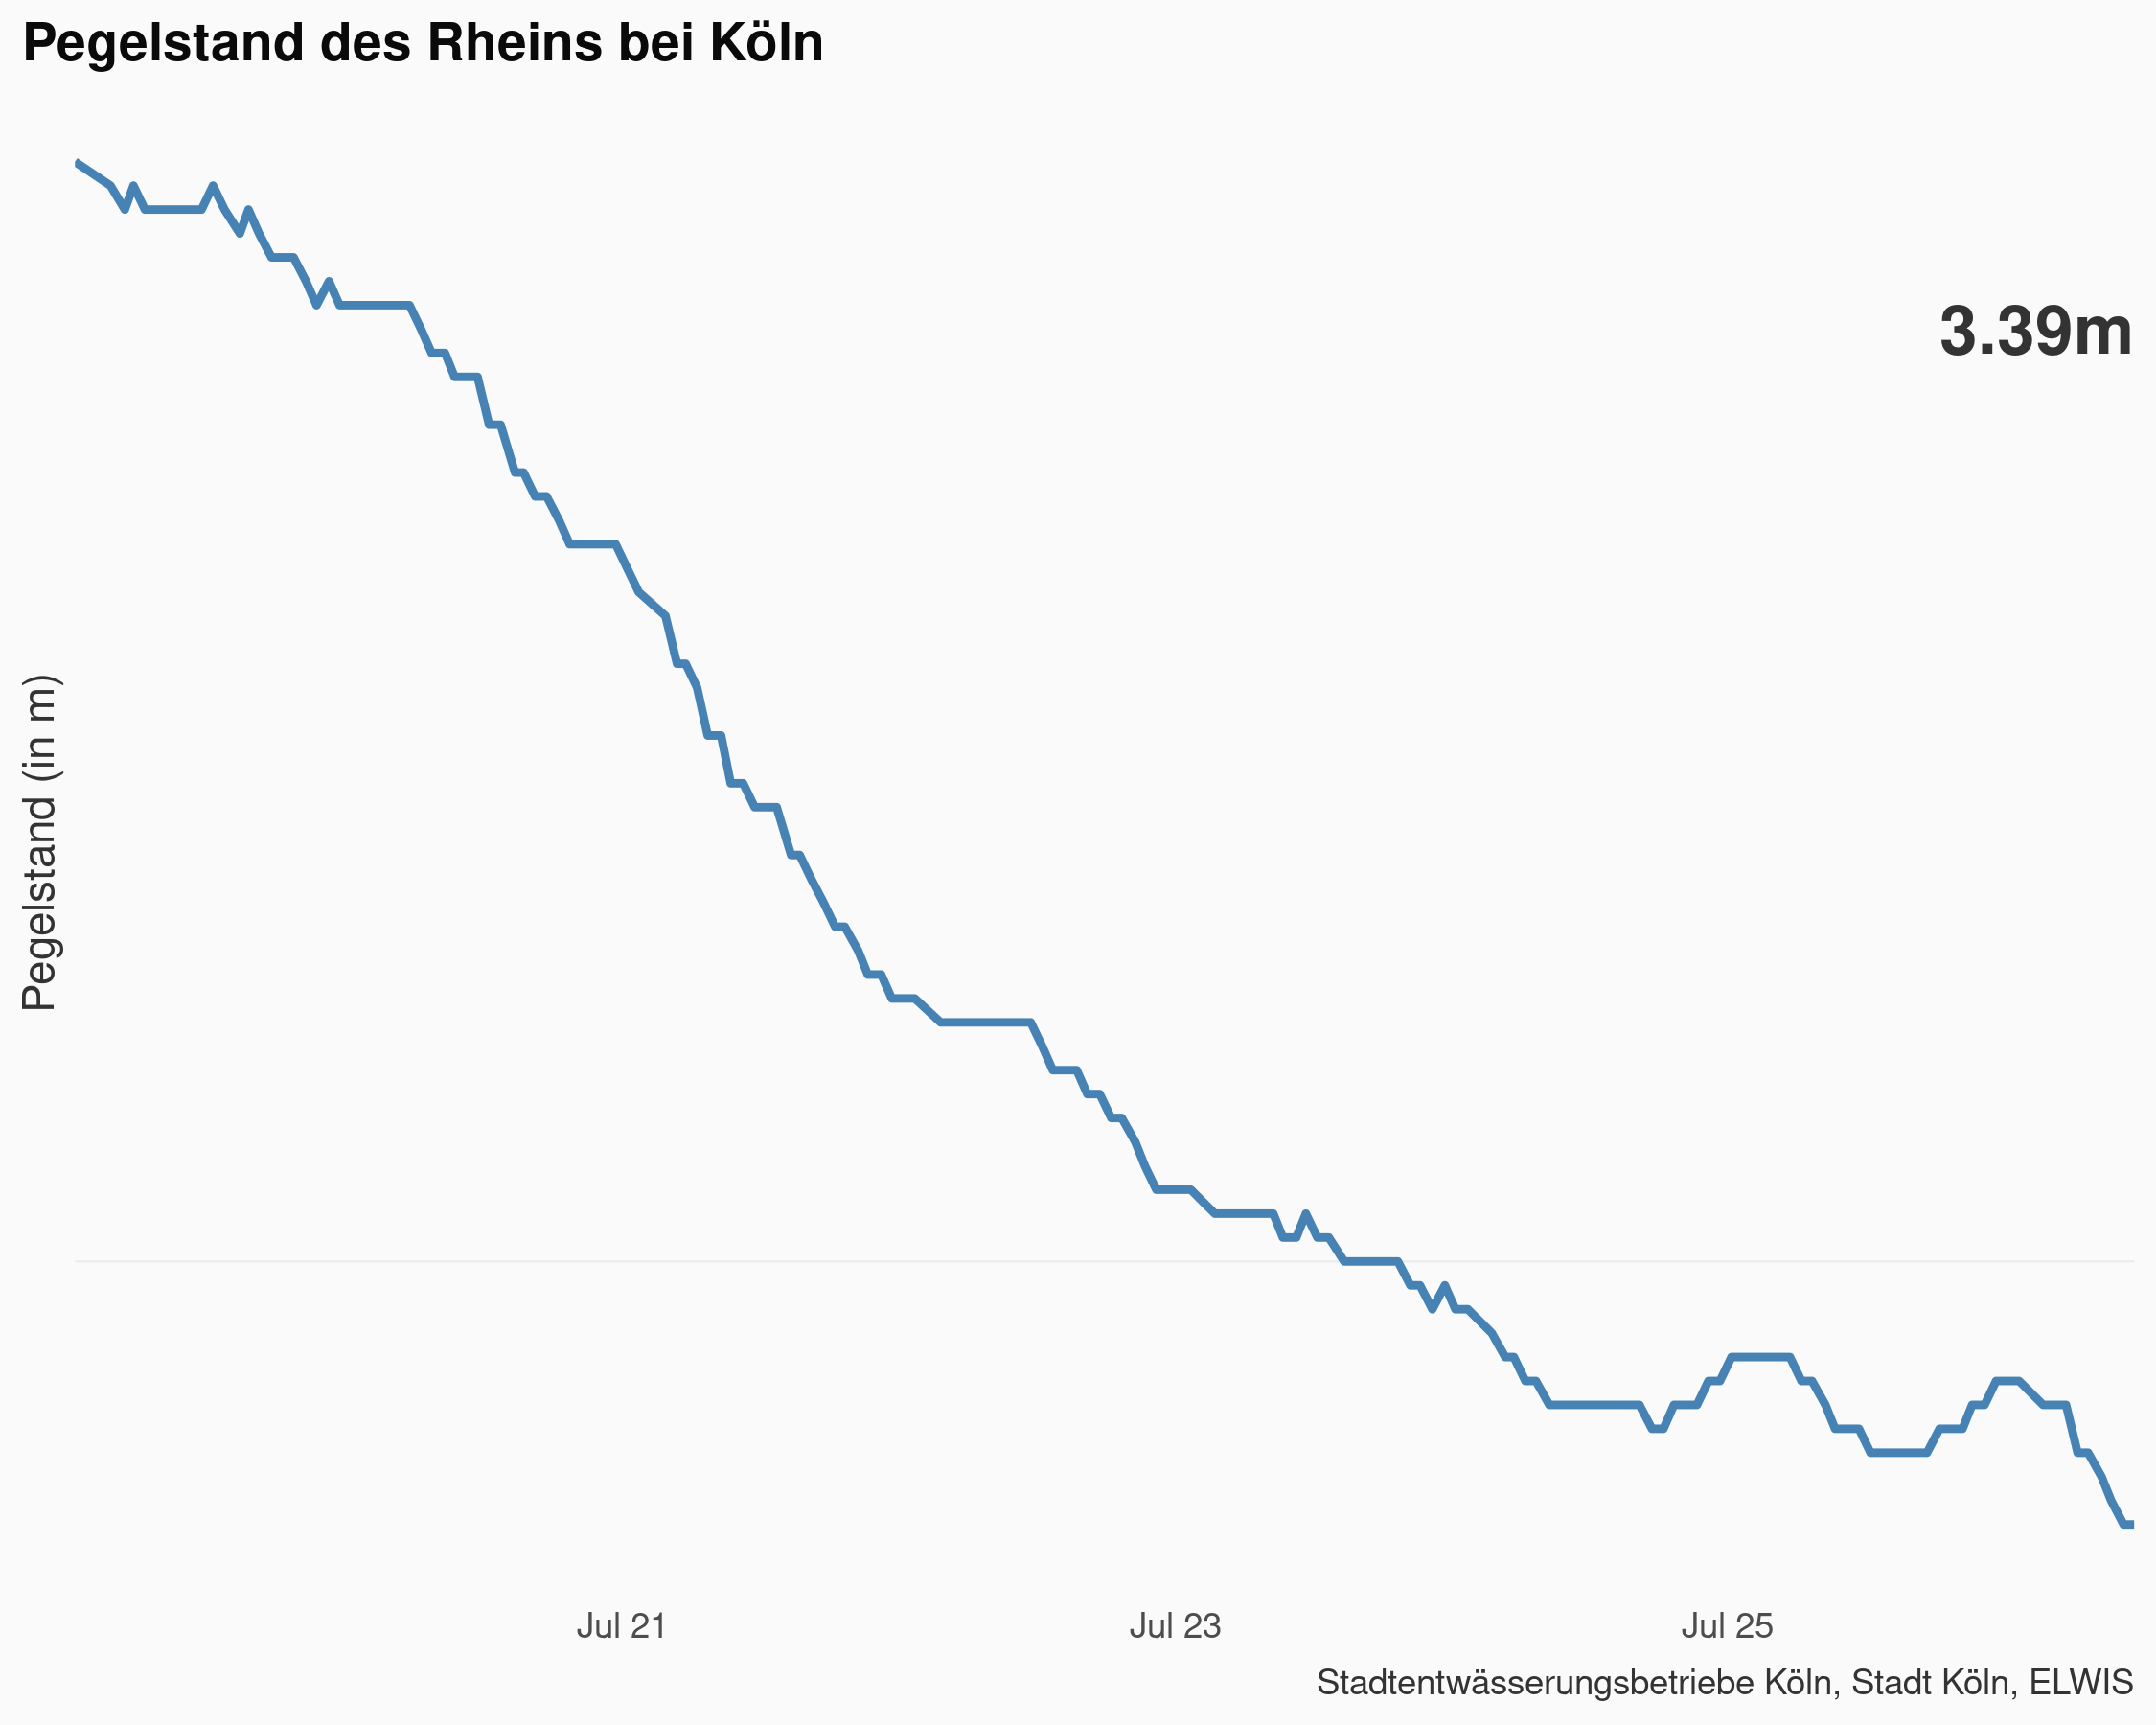 Pegelstand des Rheins bei Köln
3.39m
Pegelstand (in m)
Jul 21
Jul 23
Jul 25
Stadtentwässerungsbetriebe Köln, Stadt Köln, ELWIS